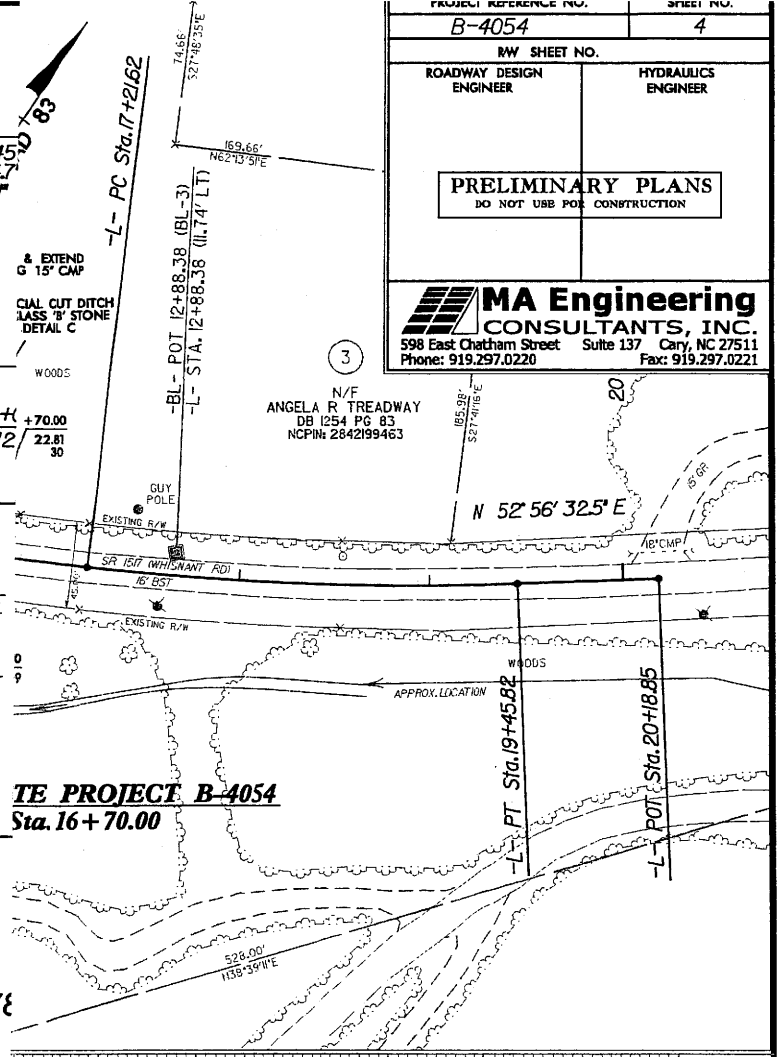 PROJECT REFERENCE NO.
SHEET NO.
B-4054
4
RW SHEET NO.
ROADWAY DESIGN
ENGINEER
HYDRAULICS
ENGINEER
PRELIMINARY PLANS
DO NOT USE FOR CONSTRUCTION
MA Engineering
CONSULTANTS, INC.
598 East Chatham Street Suite 137 Cary, NC 27511
Phone: 919.297.0220 Fax: 919.297.0221
74.66'
S27°48'35"E
83
-L- PC Sta.17+21.62
169.66'
N62°13'51"E
-BL- POT 12+88.38 (BL-3)
-L- STA. 12+88.38 (11.74' LT)
& EXTEND
G 15" CMP
CIAL CUT DITCH
LASS 'B' STONE
DETAIL C
WOODS
+70.00
22.81
30
3
N/F
ANGELA R TREADWAY
DB 1254 PG 83
NCPIN: 2842199463
185.98'
S27°41'16"E
20
15' GR
GUY
POLE
N 52° 56' 32.5" E
EXISTING R/W
18"CMP
SR 1517 (WHISNANT RD)
16' BST
45.00'
EXISTING R/W
WOODS
APPROX. LOCATION
-L- PT Sta.19+45.82
-L- POT Sta.20+18.85
TE PROJECT B-4054
Sta. 16+70.00
528.00'
N38°39'11"E